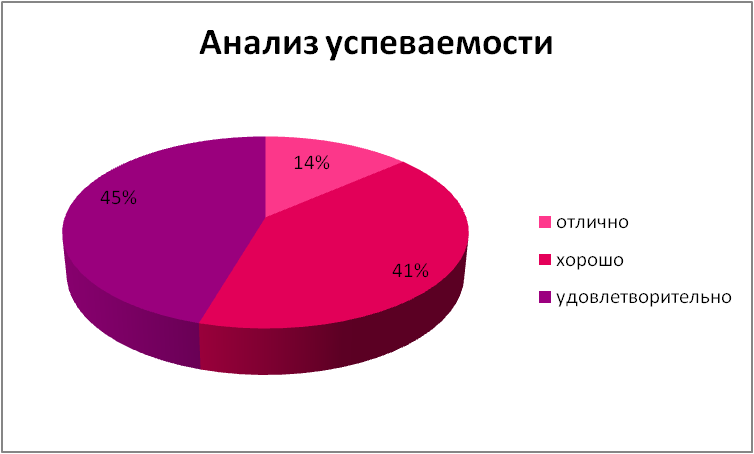 Анализ успеваемости
14%
45%
41%
отлично
хорошо
удовлетворительно